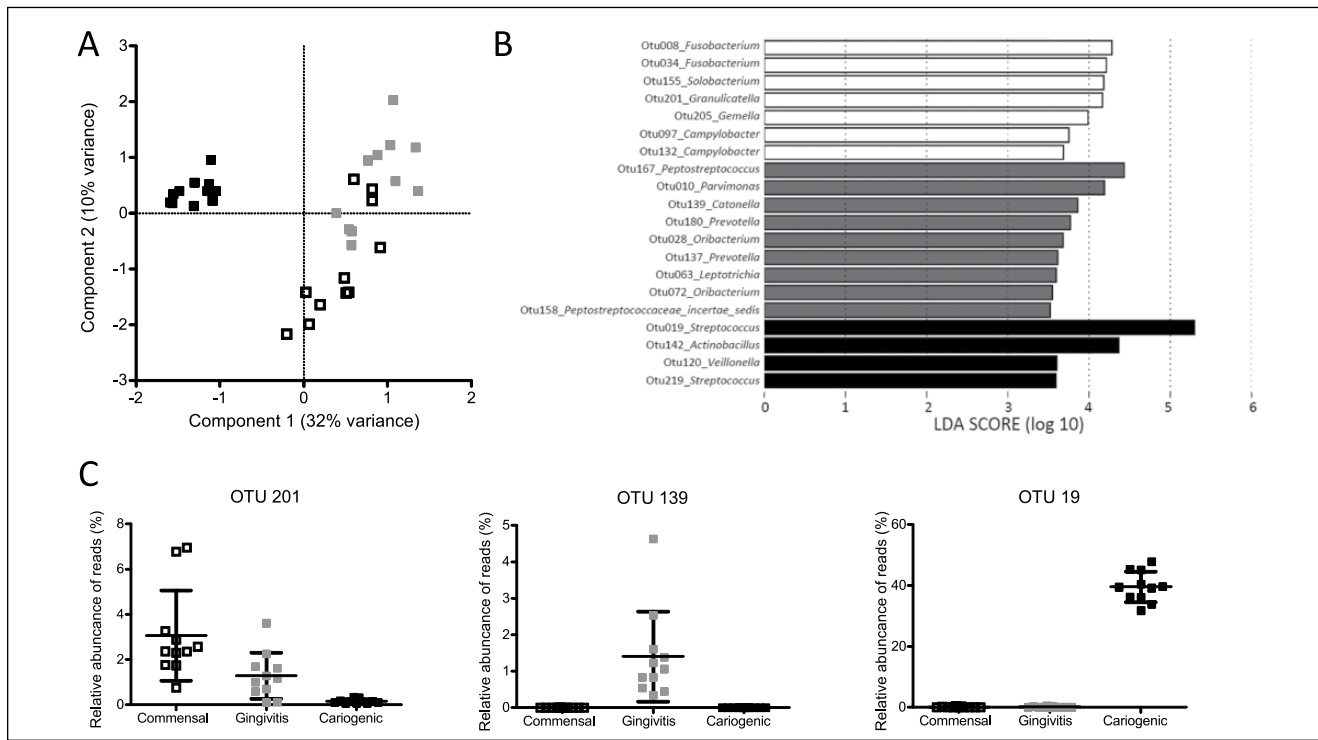 A
3
2
1
0
-1
-2
-3
Component 2 (10% variance)
-2
-1
0
1
2
Component 1 (32% variance)
B
Otu008_Fusobacterium
Otu034_Fusobacterium
Otu155_Solobacterium
Otu201_Granulicatella
Otu205_Gemella
Otu097_Campylobacter
Otu132_Campylobacter
Otu167_Peptostreptococcus
Otu010_Parvimonas
Otu139_Catonella
Otu180_Prevotella
Otu028_Oribacterium
Otu137_Prevotella
Otu063_Leptotrichia
Otu072_Oribacterium
Otu158_Peptostreptococcaceae_incertae_sedis
Otu019_Streptococcus
Otu142_Actinobacillus
Otu120_Veillonella
Otu219_Streptococcus
0 1 2 3 4 5 6
LDA SCORE (log 10)
C
OTU 201
Relative abuncance of reads (%)
8
6
4
2
0
Commensal Gingivitis Cariogenic
OTU 139
Relative abuncance of reads (%)
5
4
3
2
1
0
Commensal Gingivitis Cariogenic
OTU 19
Relative abuncance of reads (%)
60
40
20
0
Commensal Gingivitis Cariogenic